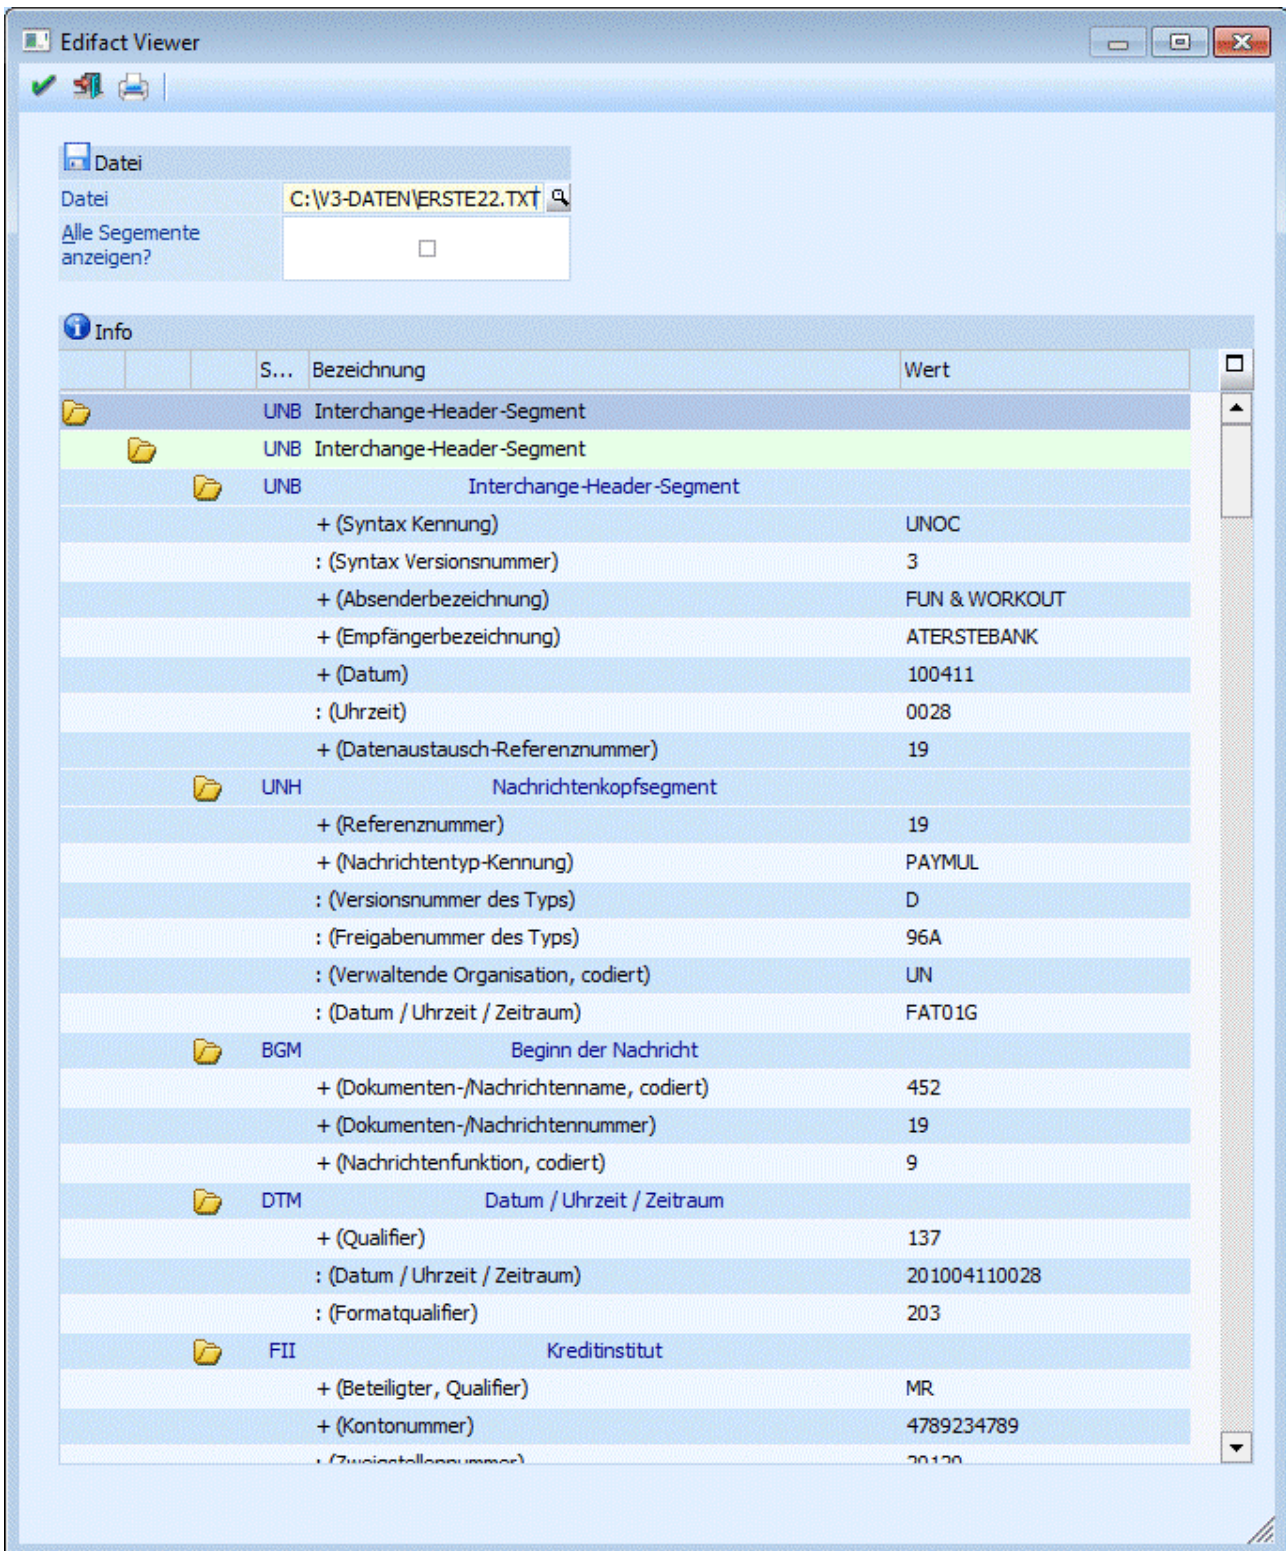 Edifact Viewer
Datei
Datei C:\V3-DATEN\ERSTE22.TXT
Alle Segemente
anzeigen?
Info
S... Bezeichnung Wert
UNB Interchange-Header-Segment
UNB Interchange-Header-Segment
UNB Interchange-Header-Segment
+ (Syntax Kennung) UNOC
: (Syntax Versionsnummer) 3
+ (Absenderbezeichnung) FUN & WORKOUT
+ (Empfängerbezeichnung) ATERSTEBANK
+ (Datum) 100411
: (Uhrzeit) 0028
+ (Datenaustausch-Referenznummer) 19
UNH Nachrichtenkopfsegment
+ (Referenznummer) 19
+ (Nachrichtentyp-Kennung) PAYMUL
: (Versionsnummer des Typs) D
: (Freigabenummer des Typs) 96A
: (Verwaltende Organisation, codiert) UN
: (Datum / Uhrzeit / Zeitraum) FAT01G
BGM Beginn der Nachricht
+ (Dokumenten-/Nachrichtenname, codiert) 452
+ (Dokumenten-/Nachrichtennummer) 19
+ (Nachrichtenfunktion, codiert) 9
DTM Datum / Uhrzeit / Zeitraum
+ (Qualifier) 137
: (Datum / Uhrzeit / Zeitraum) 201004110028
: (Formatqualifier) 203
FII Kreditinstitut
+ (Beteiligter, Qualifier) MR
+ (Kontonummer) 4789234789
: (Zweigstellennummer) 20120